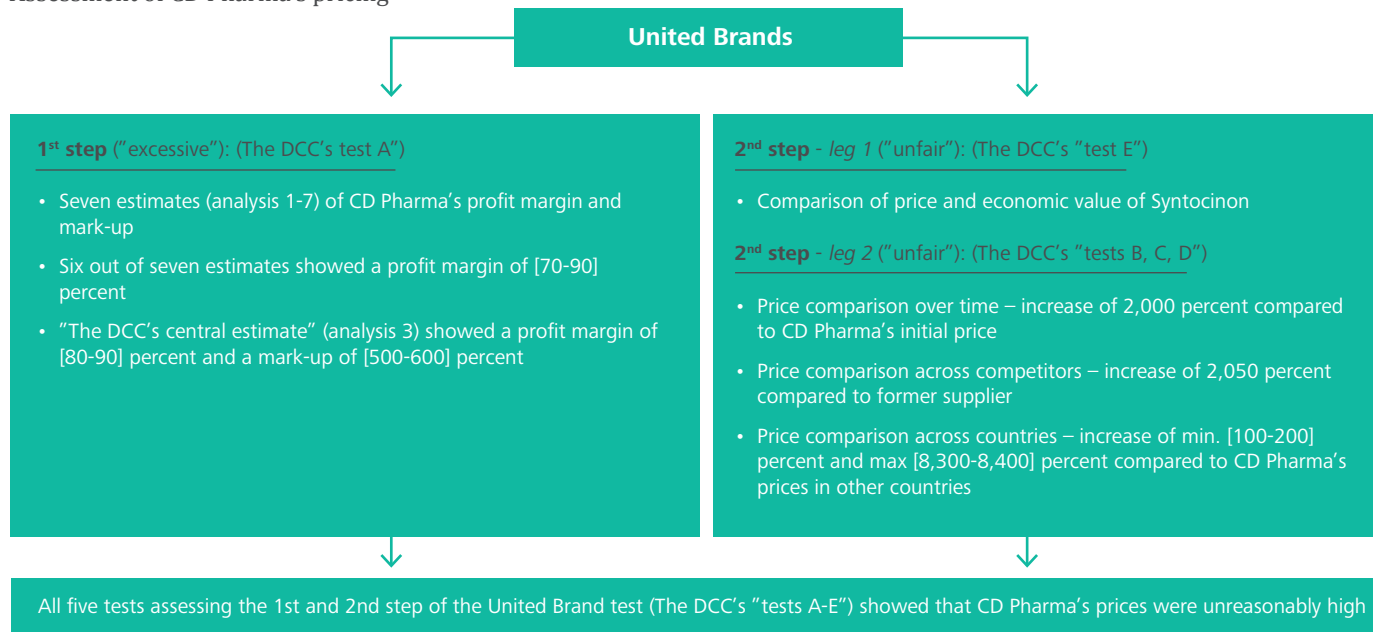 Assessment of CD Pharma's pricing
United Brands
1st step ("excessive"): (The DCC's test A")
• Seven estimates (analysis 1-7) of CD Pharma's profit margin and
mark-up
• Six out of seven estimates showed a profit margin of [70-90]
percent
• "The DCC's central estimate" (analysis 3) showed a profit margin of
[80-90] percent and a mark-up of [500-600] percent
2nd step - leg 1 ("unfair"): (The DCC's "test E")
• Comparison of price and economic value of Syntocinon
2nd step - leg 2 ("unfair"): (The DCC's "tests B, C, D")
• Price comparison over time – increase of 2,000 percent compared
to CD Pharma's initial price
• Price comparison across competitors – increase of 2,050 percent
compared to former supplier
• Price comparison across countries – increase of min. [100-200]
percent and max [8,300-8,400] percent compared to CD Pharma's
prices in other countries
All five tests assessing the 1st and 2nd step of the United Brand test (The DCC's "tests A-E") showed that CD Pharma's prices were unreasonably high